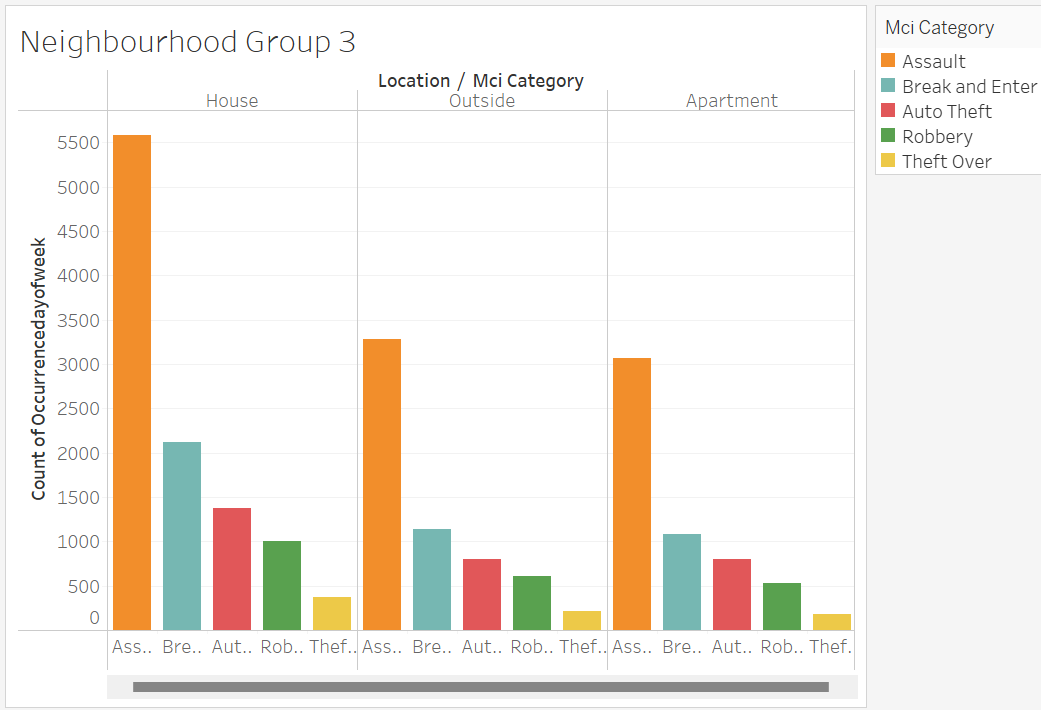 Neighbourhood Group 3
Location / Mci Category
House Outside Apartment
Count of Occurrencedayofweek
5500
5000
4500
4000
3500
3000
2500
2000
1500
1000
500
0
Ass.. Bre.. Aut.. Rob.. Thef.. Ass.. Bre.. Aut.. Rob.. Thef.. Ass.. Bre.. Aut.. Rob.. Thef.
Mci Category
Assault
Break and Enter
Auto Theft
Robbery
Theft Over